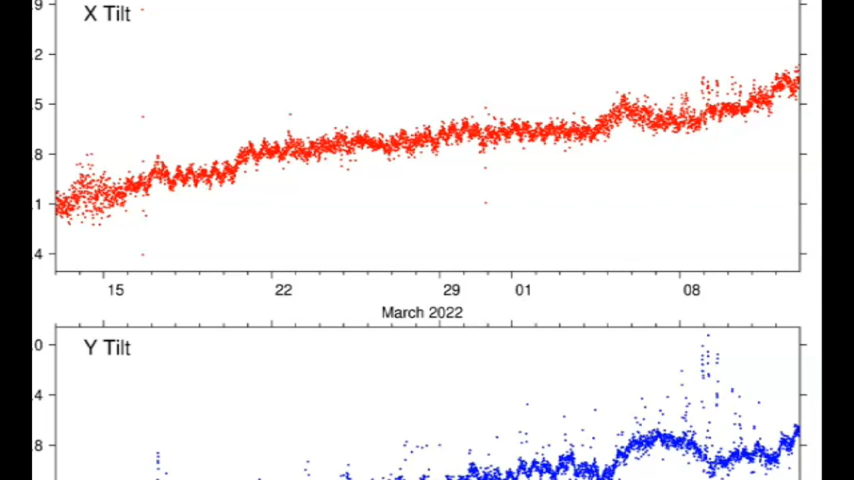 .9
X Tilt
.2
.5
.8
.1
.4
15 22 29 01 08
March 2022
.0
Y Tilt
.4
.8